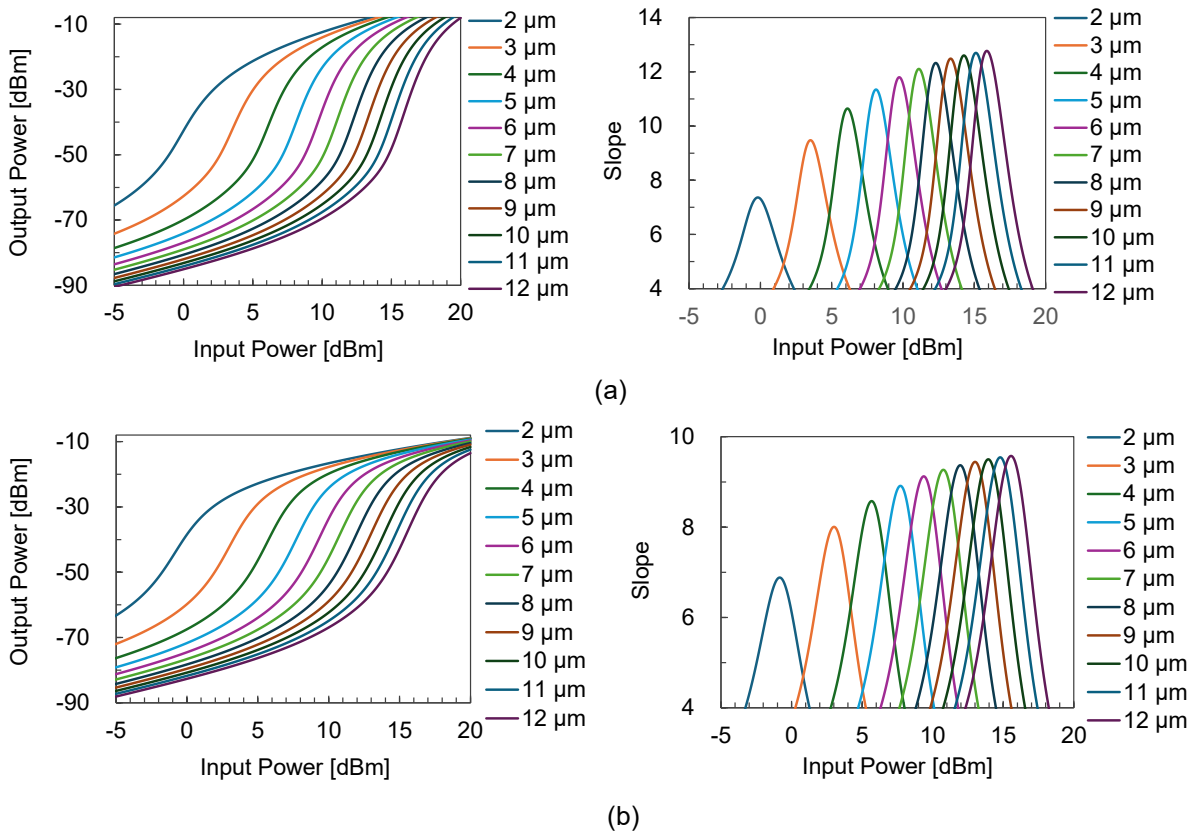 -10
-30
-50
-70
-90
Output Power [dBm]
-5 0 5 10 15 20
Input Power [dBm]
2 µm
3 µm
4 µm
5 µm
6 µm
7 µm
8 µm
9 µm
10 µm
11 µm
12 µm
14
12
10
8
6
4
Slope
-5 0 5 10 15 20
Input Power [dBm]
2 µm
3 µm
4 µm
5 µm
6 µm
7 µm
8 µm
9 µm
10 µm
11 µm
12 µm
(a)
-10
-30
-50
-70
-90
Output Power [dBm]
-5 0 5 10 15 20
Input Power [dBm]
2 µm
3 µm
4 µm
5 µm
6 µm
7 µm
8 µm
9 µm
10 µm
11 µm
12 µm
10
8
6
4
Slope
-5 0 5 10 15 20
Input Power [dBm]
2 µm
3 µm
4 µm
5 µm
6 µm
7 µm
8 µm
9 µm
10 µm
11 µm
12 µm
(b)